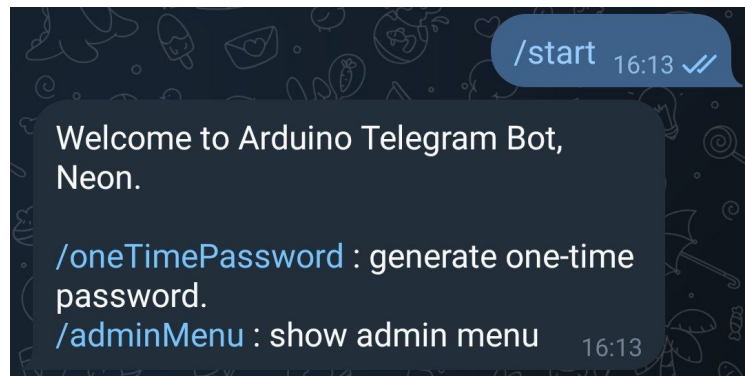 /start 16:13
Welcome to Arduino Telegram Bot,
Neon.
/oneTimePassword : generate one-time
password.
/adminMenu : show admin menu 16:13